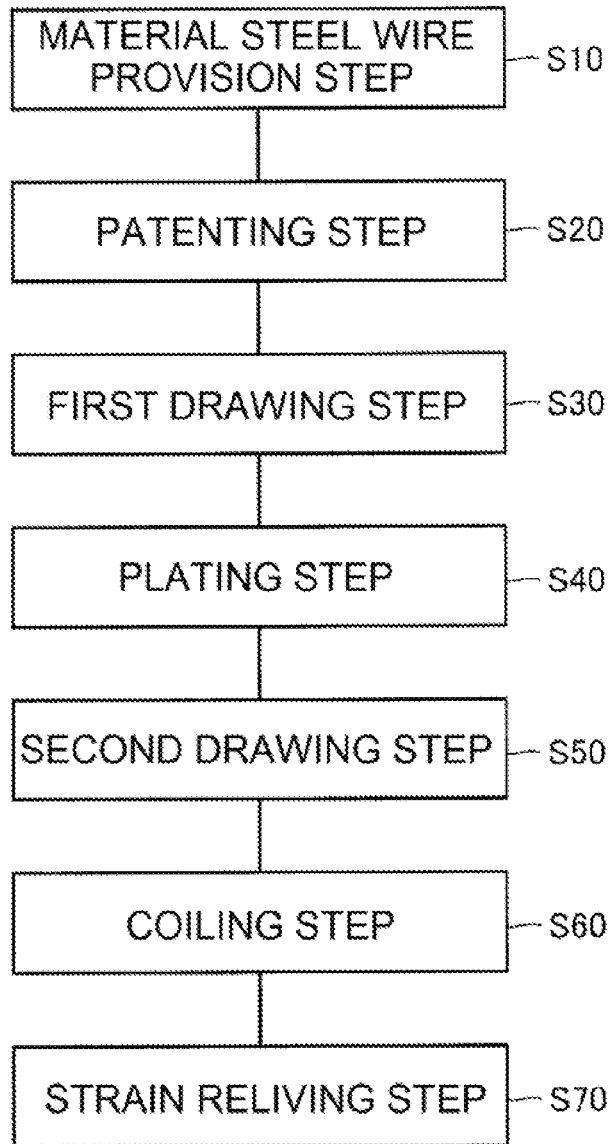 MATERIAL STEEL WIRE
PROVISION STEP
S10
PATENTING STEP
S20
FIRST DRAWING STEP
S30
PLATING STEP
S40
SECOND DRAWING STEP
S50
COILING STEP
S60
STRAIN RELIVING STEP
S70